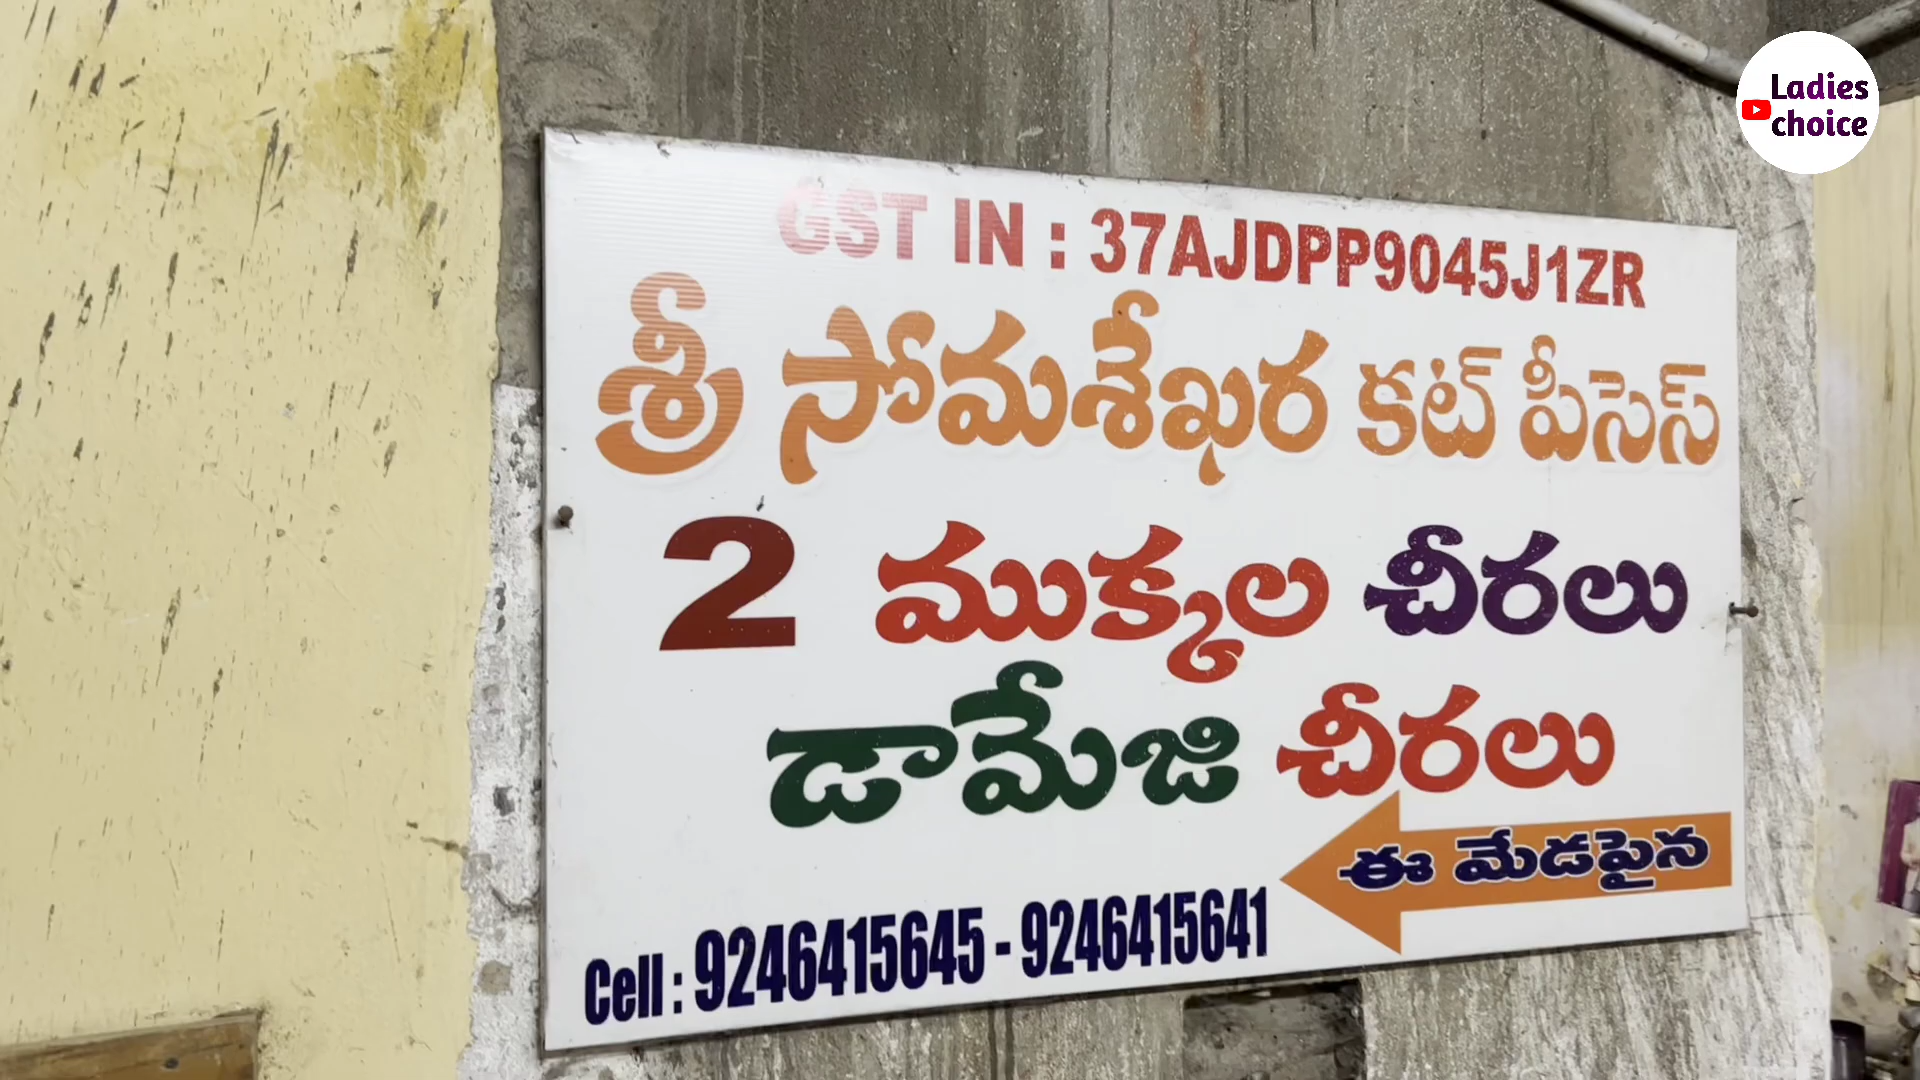 Ladies
choice
GST IN : 37AJDPP9045J1ZR
శ్రీ సోమశేఖర కట్ పీసెస్
2 ముక్కల చీరలు
డామేజి చీరలు
ఈ మేడపైన
Cell : 9246415645 - 9246415641